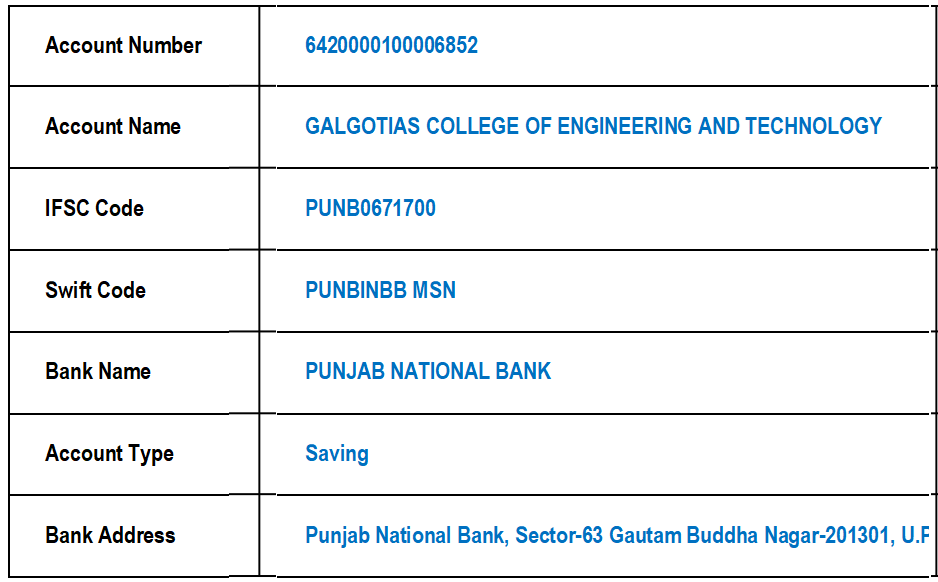 Account Number 6420000100006852
Account Name GALGOTIAS COLLEGE OF ENGINEERING AND TECHNOLOGY
IFSC Code PUNB0671700
Swift Code PUNBINBB MSN
Bank Name PUNJAB NATIONAL BANK
Account Type Saving
Bank Address Punjab National Bank, Sector-63 Gautam Buddha Nagar-201301, U.P